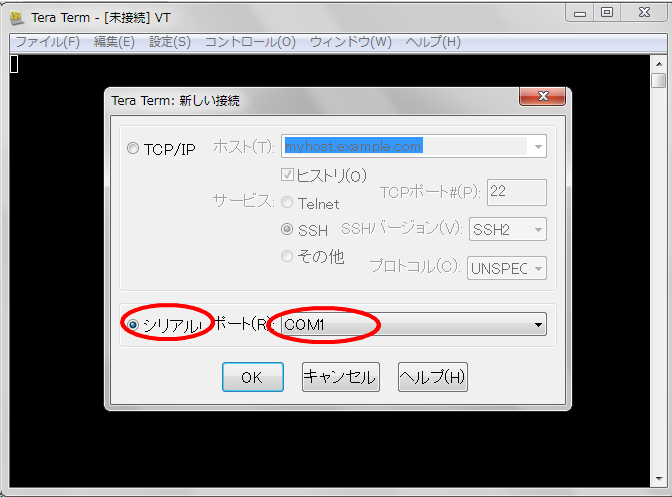 Tera Term - [未接続] VT
ファイル(F) 編集(E) 設定(S) コントロール(O) ウィンドウ(W) ヘルプ(H)
Tera Term: 新しい接続
TCP/IP ホスト(T): myhost.example.com
ヒストリ(O)
サービス: Telnet TCPポート#(P): 22
SSH SSHバージョン(V): SSH2
その他 プロトコル(C): UNSPEC
シリアル ポート(R): COM1
OK キャンセル ヘルプ(H)